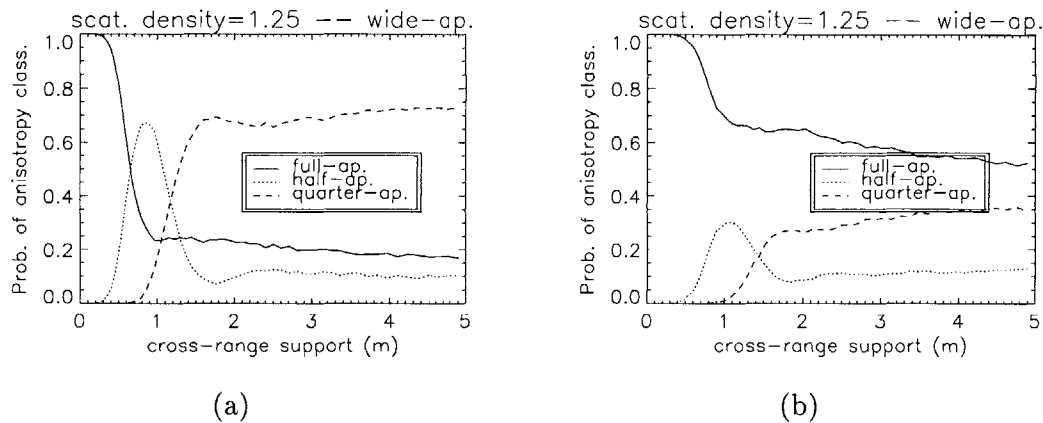 scat. density=1.25 -- wide-ap.
Prob. of anisotropy class.
1.0
0.8
0.6
0.4
0.2
0.0
full-ap.
half-ap.
quarter-ap.
0 1 2 3 4 5
cross-range support (m)
(a)
scat. density=1.25 -- wide-ap.
Prob. of anisotropy class.
1.0
0.8
0.6
0.4
0.2
0.0
full-ap.
half-ap.
quarter-ap.
0 1 2 3 4 5
cross-range support (m)
(b)